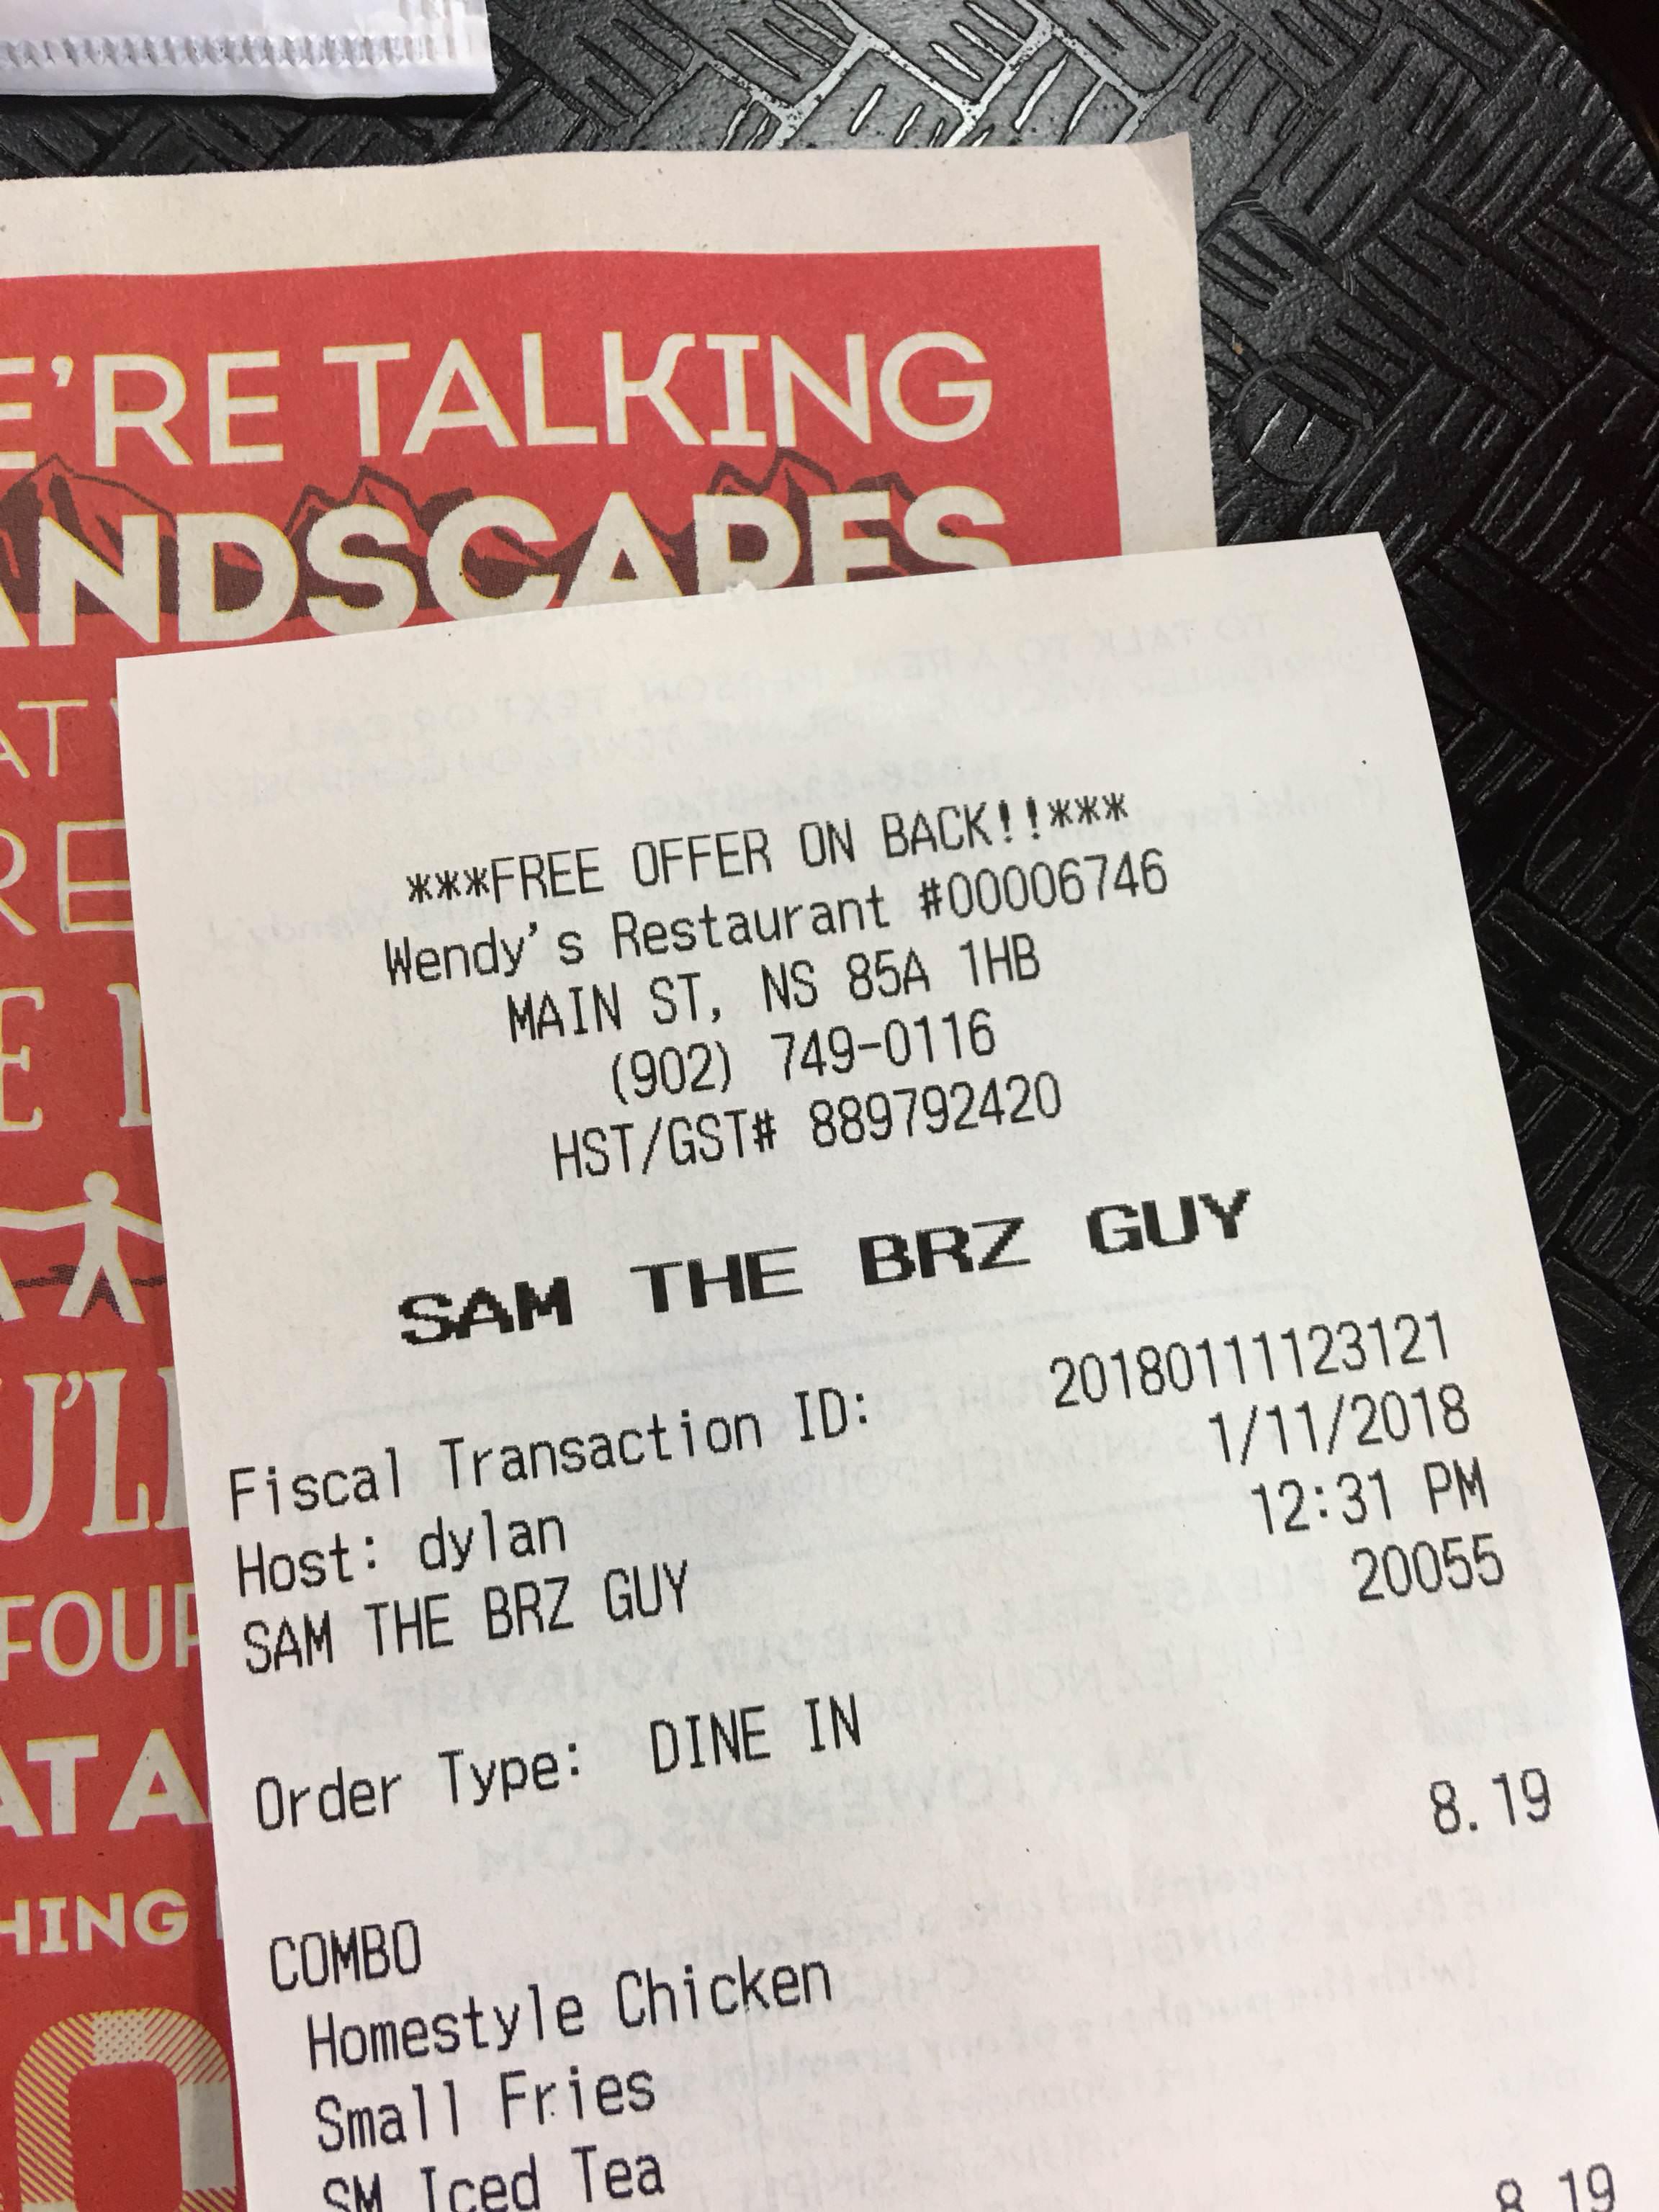 E'RE TALKING
ANDSCAPES
AT
RE
E
U'LL
FOUR
ATA
HING
***FREE OFFER ON BACK!!***
Wendy's Restaurant #00006746
MAIN ST, NS 85A 1HB
(902) 749-0116
HST/GST# 889792420
SAM THE BRZ GUY
Fiscal Transaction ID: 20180111123121
Host: dylan 1/11/2018
SAM THE BRZ GUY 12:31 PM
20055
Order Type: DINE IN
8.19
COMBO
Homestyle Chicken
Small Fries
SM Iced Tea
8.19